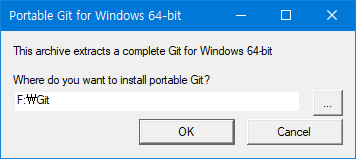 Portable Git for Windows 64-bit
This archive extracts a complete Git for Windows 64-bit
Where do you want to install portable Git?
F:₩Git
...
OK
Cancel